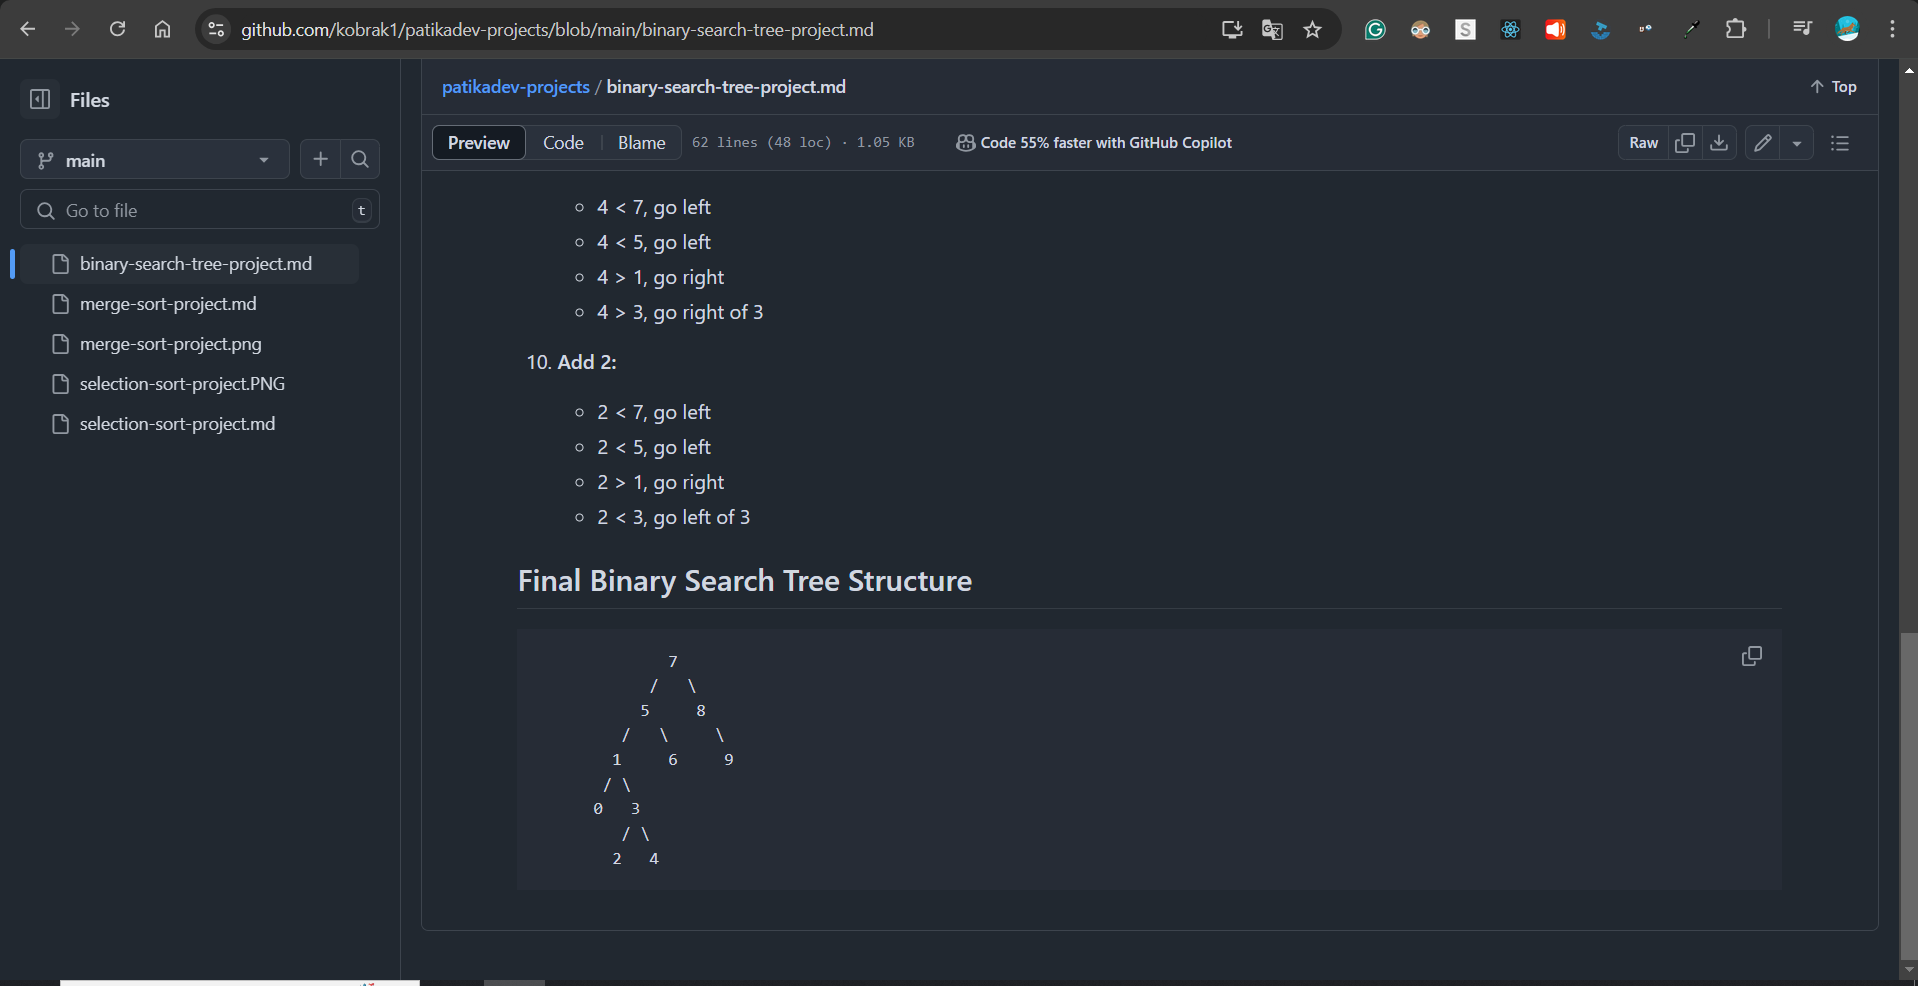 github.com/kobrak1/patikadev-projects/blob/main/binary-search-tree-project.md
Files
main
Go to file
t
binary-search-tree-project.md
merge-sort-project.md
merge-sort-project.png
selection-sort-project.PNG
selection-sort-project.md
patikadev-projects / binary-search-tree-project.md
Top
Preview Code Blame 62 lines (48 loc) · 1.05 KB Code 55% faster with GitHub Copilot Raw
4 < 7, go left
4 < 5, go left
4 > 1, go right
4 > 3, go right of 3
10. Add 2:
2 < 7, go left
2 < 5, go left
2 > 1, go right
2 < 3, go left of 3
Final Binary Search Tree Structure
7
/ \
5 8
/ \ \
1 6 9
/ \
0 3
/ \
2 4